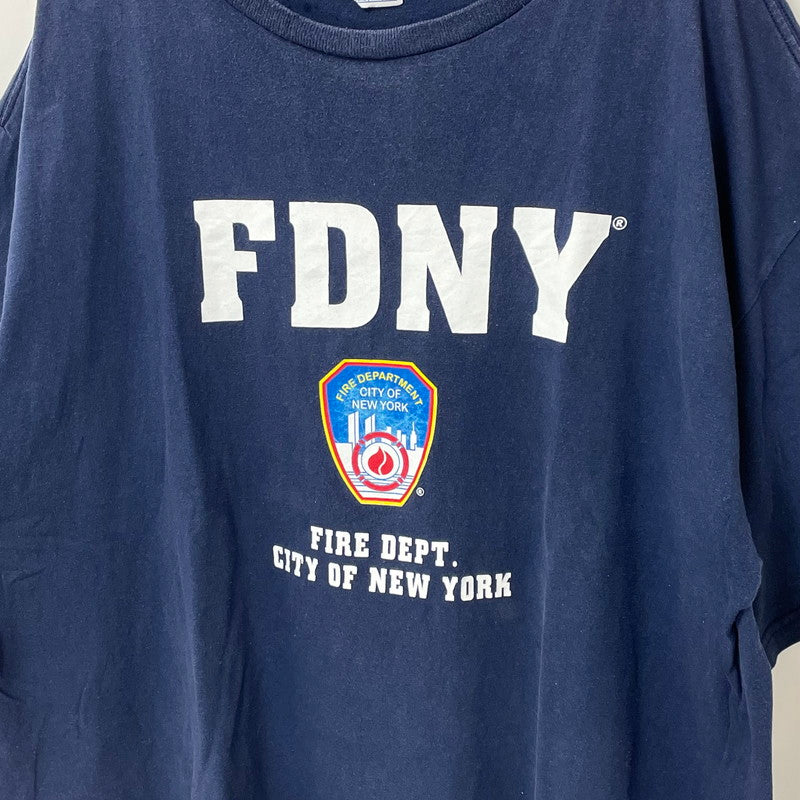 FDNY®
FIRE DEPARTMENT
CITY OF
NEW YORK
®
FIRE DEPT.
CITY OF NEW YORK